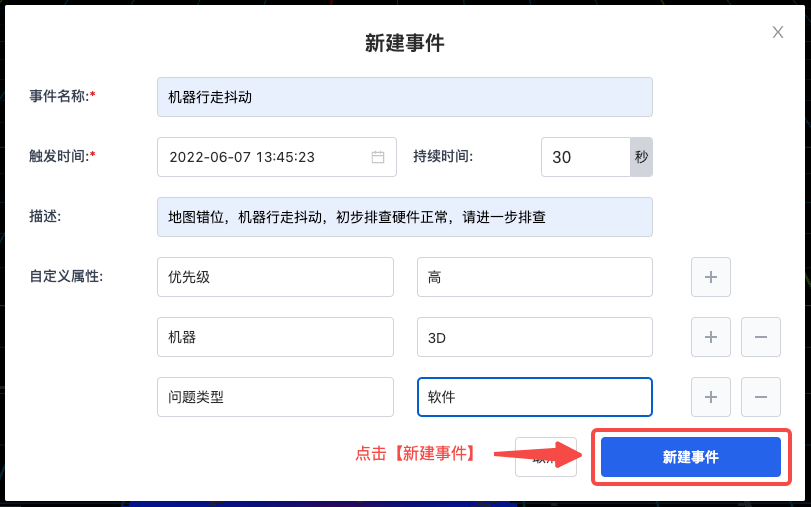 新建事件
事件名称:*
机器行走抖动
触发时间:*
2022-06-07 13:45:23
持续时间:
30
秒
描述:
地图错位，机器行走抖动，初步排查硬件正常，请进一步排查
自定义属性:
优先级
高
机器
3D
问题类型
软件
点击【新建事件】
新建事件